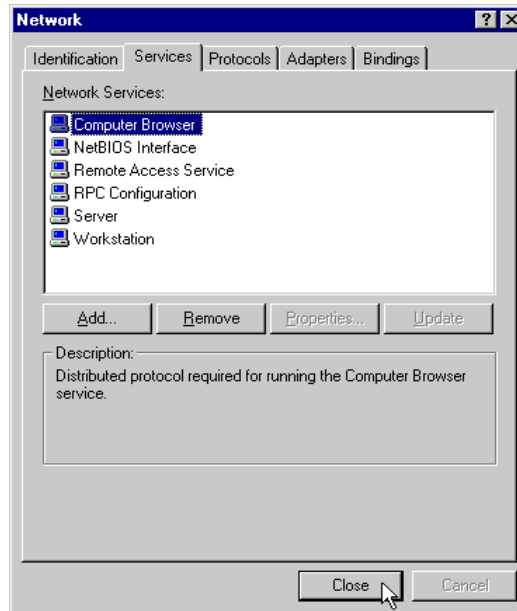 Network
Identification Services Protocols Adapters Bindings
Network Services:
Computer Browser
NetBIOS Interface
Remote Access Service
RPC Configuration
Server
Workstation
Add... Remove Properties... Update
Description:
Distributed protocol required for running the Computer Browser
service.
Close Cancel